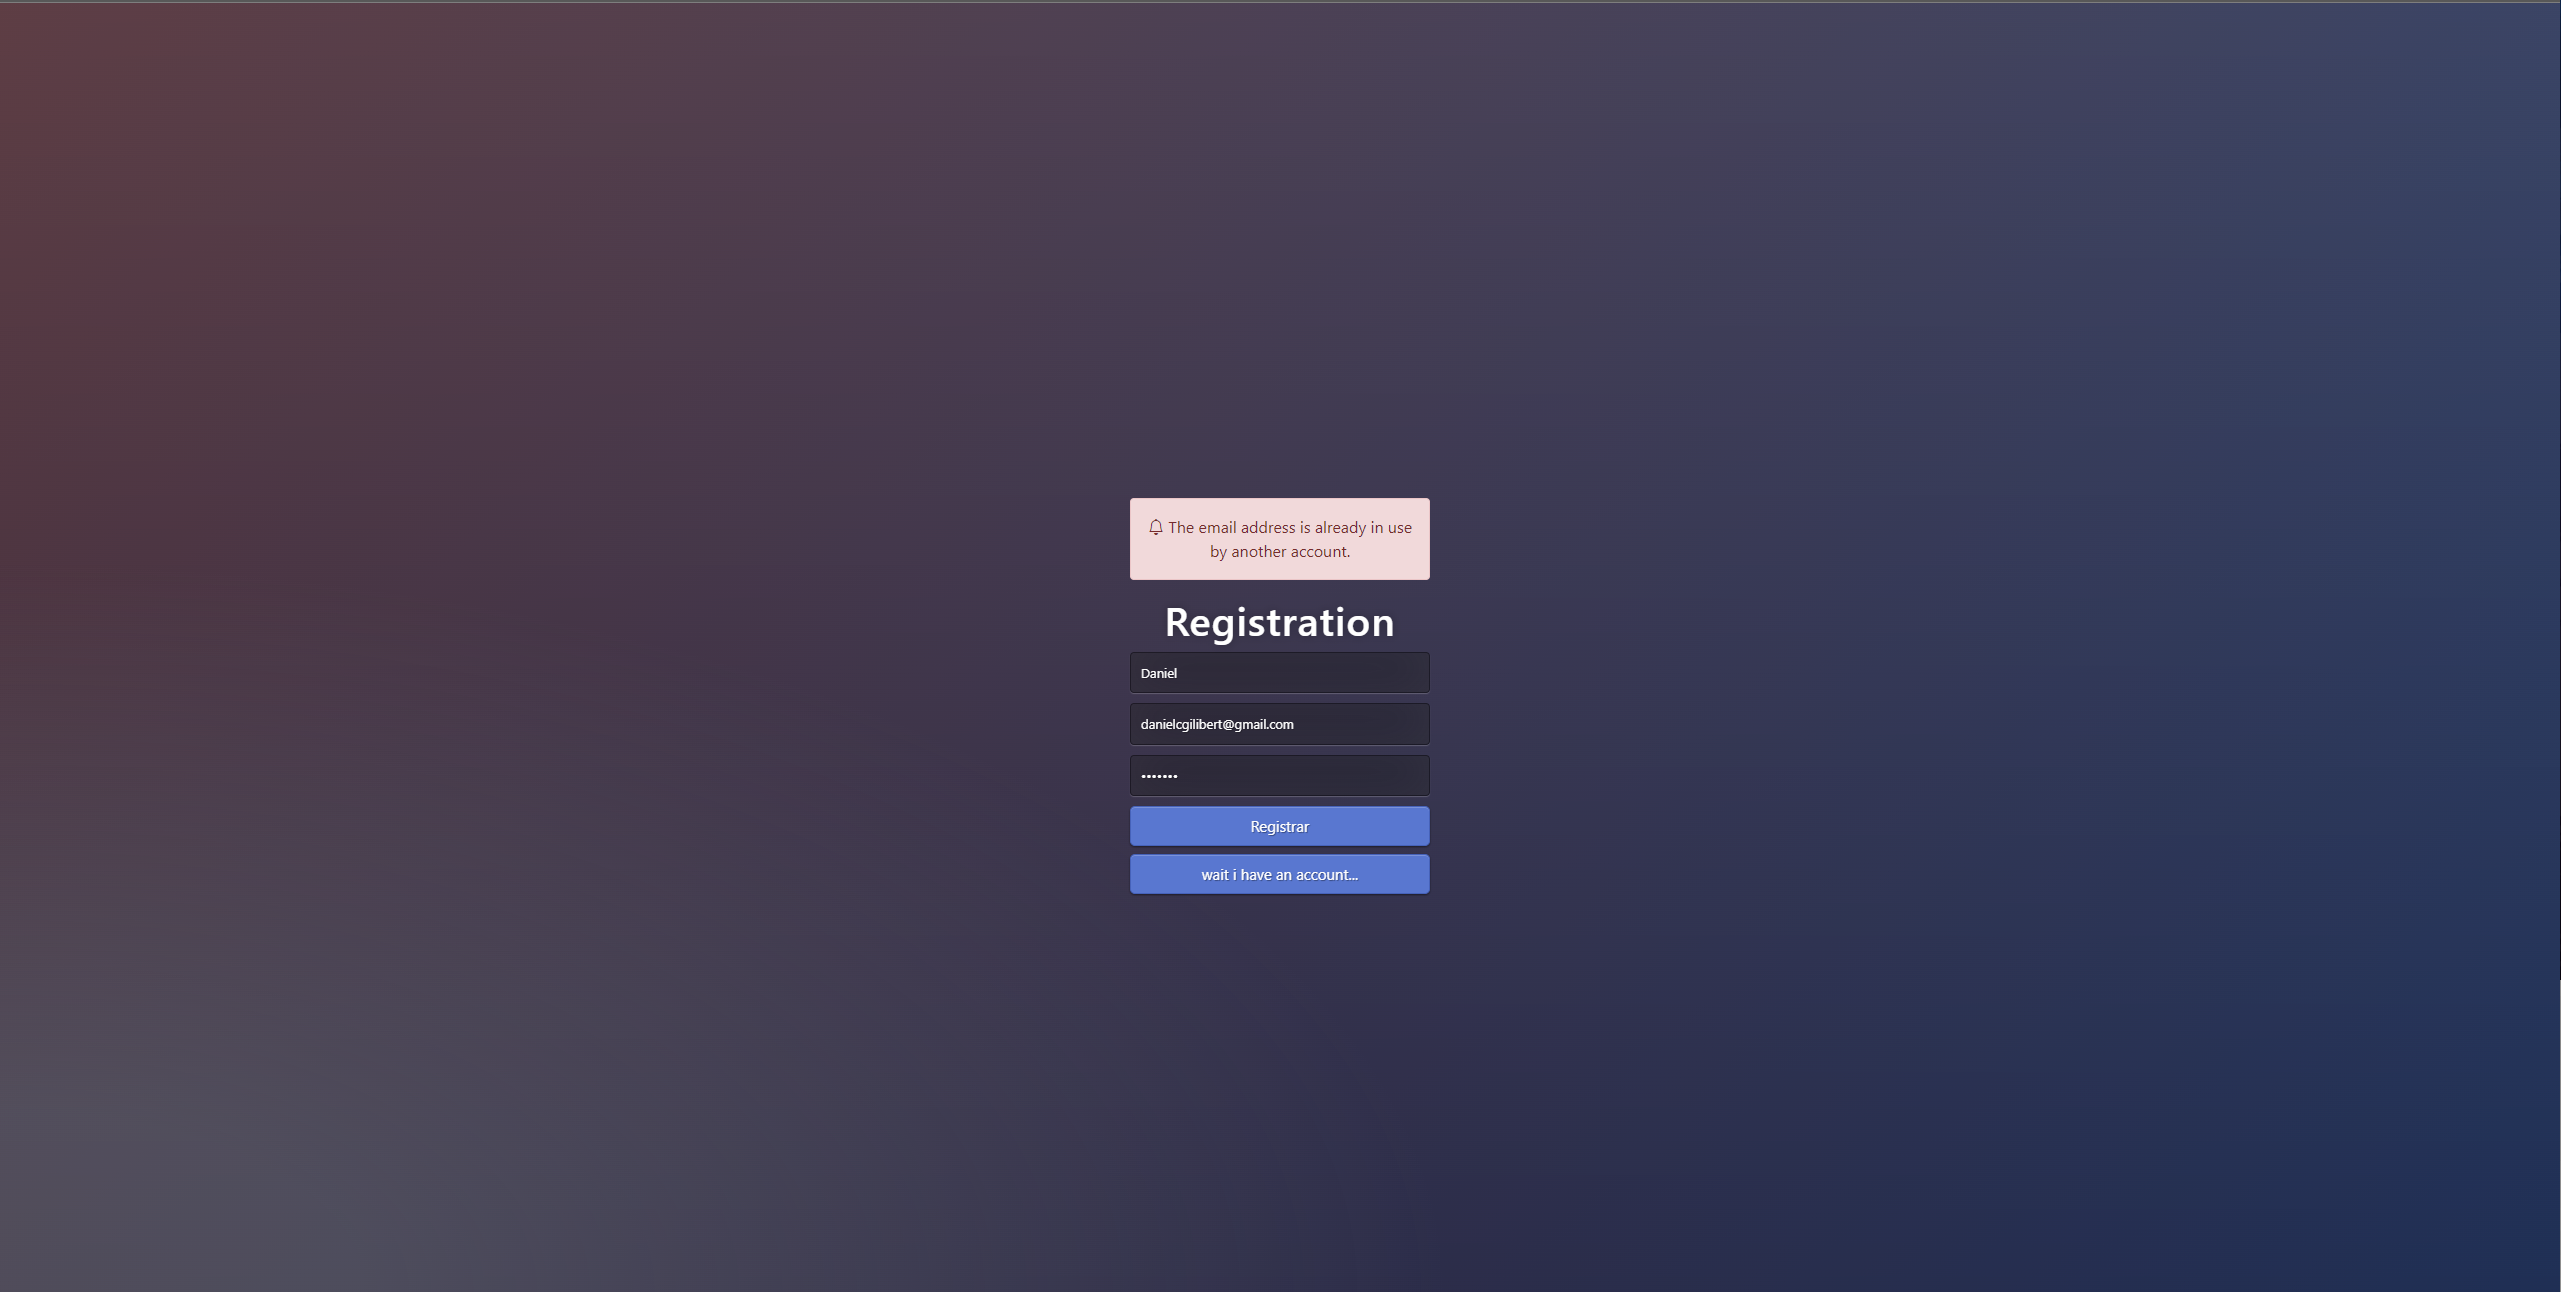 The email address is already in use
by another account.
Registration
Daniel
danielcgilibert@gmail.com
•••••••
Registrar
wait i have an account...